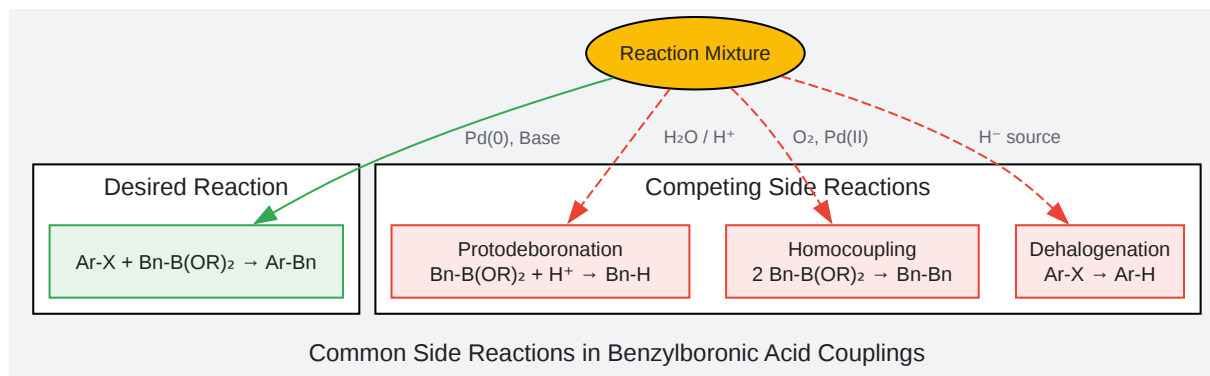 Reaction Mixture
Pd(0), Base
H₂O / H⁺
O₂, Pd(II)
H⁻ source
Desired Reaction
Ar-X + Bn-B(OR)₂ → Ar-Bn
Competing Side Reactions
Protodeboronation
Bn-B(OR)₂ + H⁺ → Bn-H
Homocoupling
2 Bn-B(OR)₂ → Bn-Bn
Dehalogenation
Ar-X → Ar-H
Common Side Reactions in Benzylboronic Acid Couplings